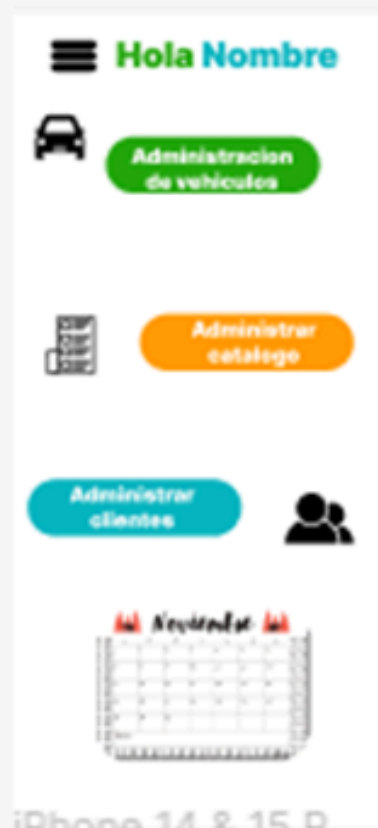 Hola Nombre
Administracion
de vehiculos
Administrar
catalogo
Administrar
clientes
Noviembre
iPhone 14 & 15 P